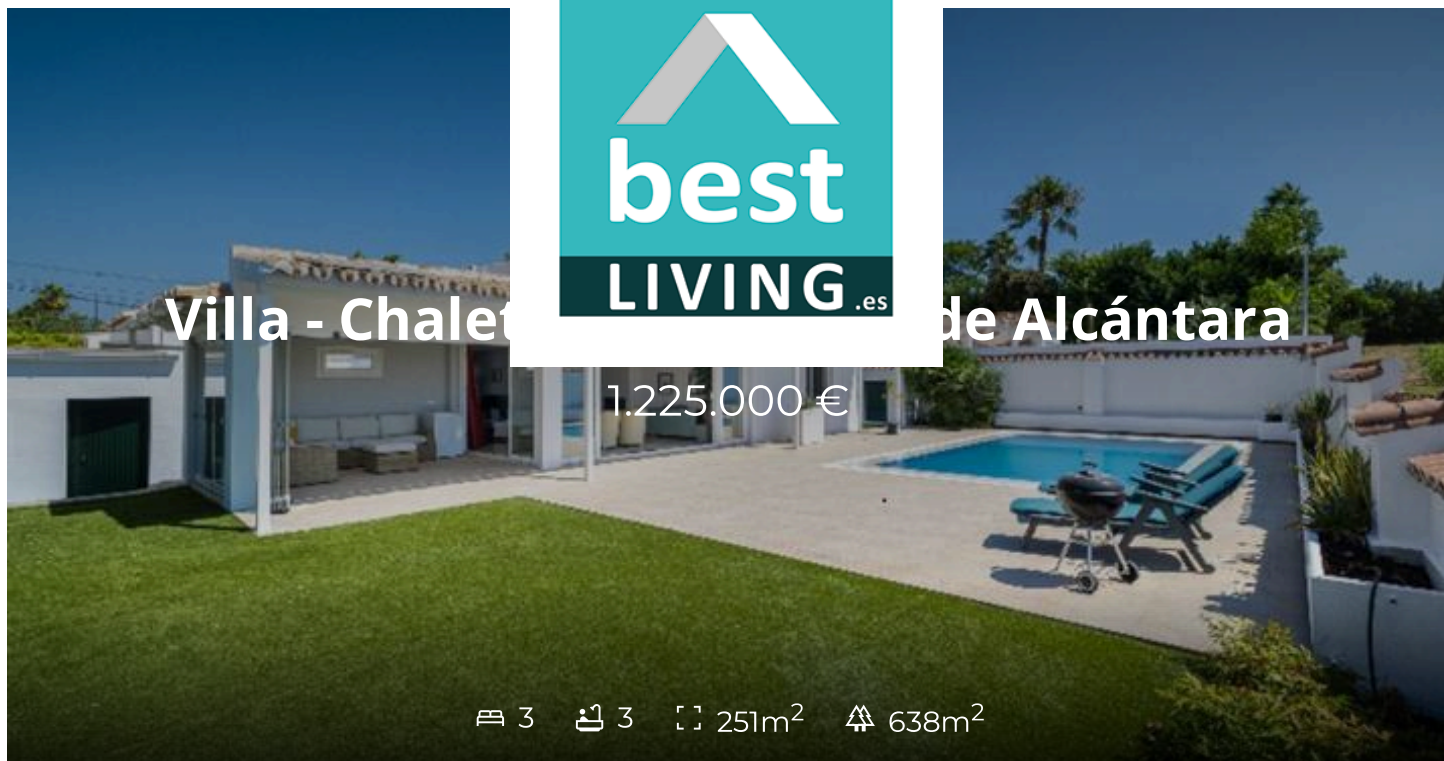 best
LIVING.es
Villa - Chalet de Alcántara
1.225.000 €
3 3 251m² 638m²